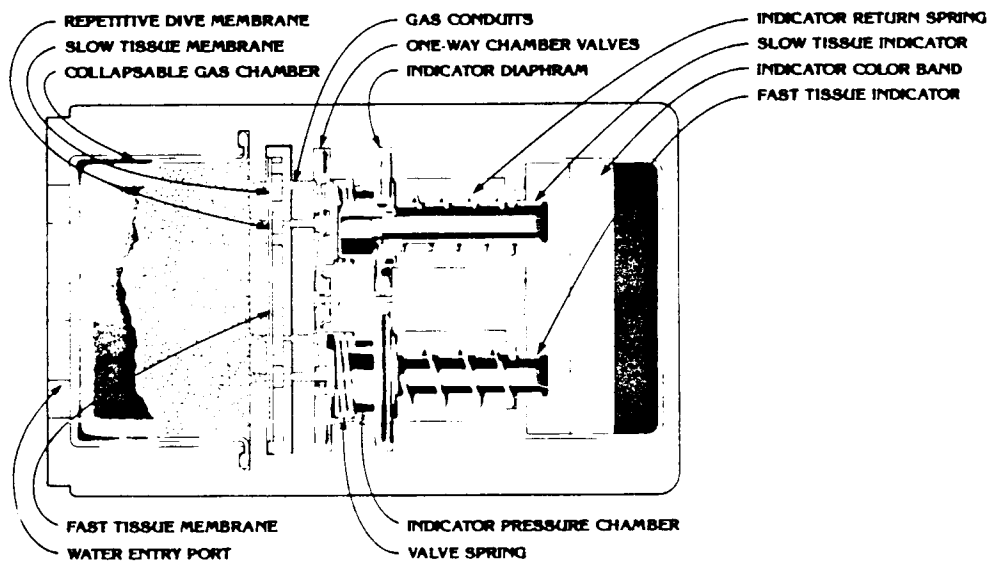 REPETITIVE DIVE MEMBRANE
SLOW TISSUE MEMBRANE
COLLAPSABLE GAS CHAMBER
GAS CONDUITS
ONE-WAY CHAMBER VALVES
INDICATOR DIAPHRAM
INDICATOR RETURN SPRING
SLOW TISSUE INDICATOR
INDICATOR COLOR BAND
FAST TISSUE INDICATOR
FAST TISSUE MEMBRANE
WATER ENTRY PORT
INDICATOR PRESSURE CHAMBER
VALVE SPRING